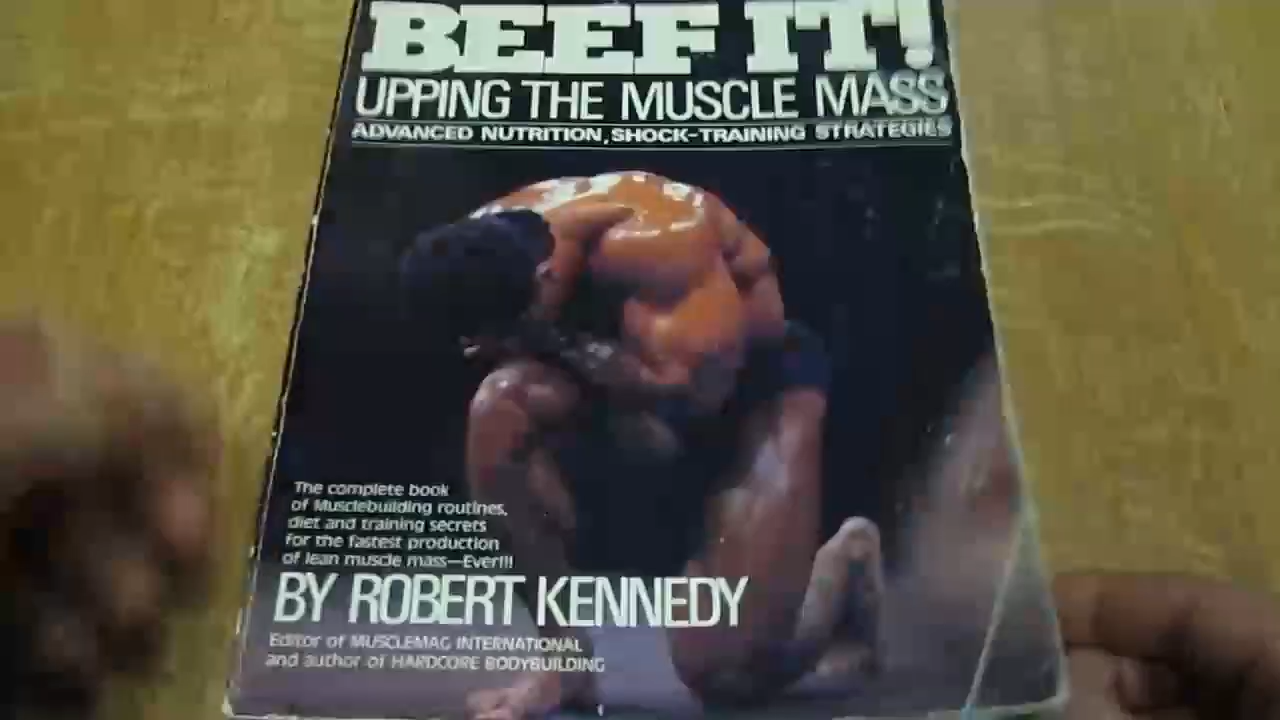 BEEF IT!
UPPING THE MUSCLE MASS
ADVANCED NUTRITION, SHOCK-TRAINING STRATEGIES
The complete book
of Musclebuilding routines,
diet and training secrets
for the fastest production
of lean muscle mass—Ever!!!
BY ROBERT KENNEDY
Editor of MUSCLEMAG INTERNATIONAL
and author of HARDCORE BODYBUILDING